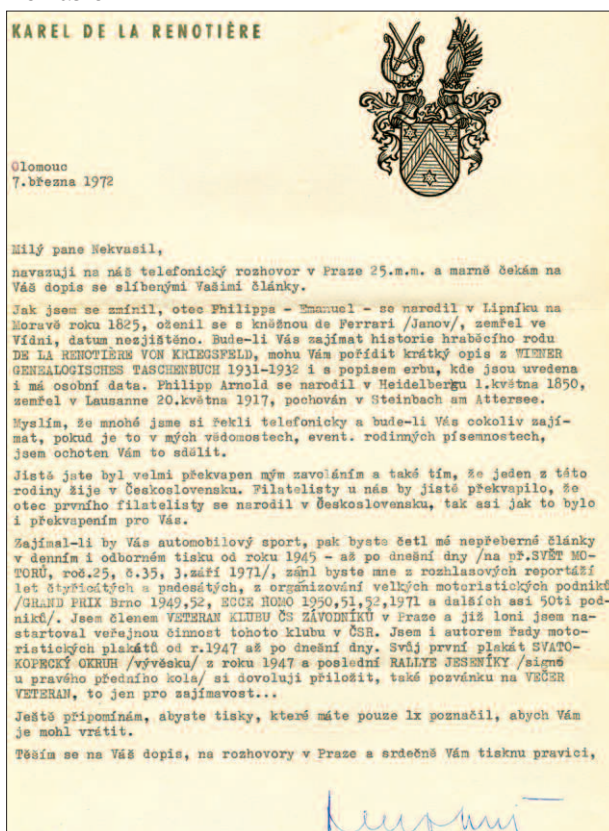 KAREL DE LA RENOTIÈRE
Olomouc
7.března 1972
Milý pane Nekvasil,
navazuji na náš telefonický rozhovor v Praze 25.m.m. a marně čekám na
Váš dopis se slíbenými Vašimi články.
Jak jsem se zmínil, otec Philippa - Emanuel - se narodil v Lipníku na
Moravě roku 1825, oženil se s kněžnou de Ferrari /Janov/, zemřel ve
Vídni, datum nezjištěno. Bude-li Vás zajímat historie hraběcího rodu
DE LA RENOTIÈRE VON KRIEGSFELD, mohu Vám pořídit krátký opis z WIENER
GENEALOGISCHES TASCHENBUCH 1931-1932 i s popisem erbu, kde jsou uvedena
i má osobní data. Philipp Arnold se narodil v Heidelbergu 1.května 1850,
zemřel v Lausanne 20.května 1917, pochován v Steinbach am Attersee.
Myslím, že mnohé jsme si řekli telefonicky a bude-li Vás cokoliv zají-
mat, pokud je to v mých vědomostech, event. rodinných písemnostech,
jsem ochoten Vám to sdělit.
Jistě jste byl velmi překvapen mým zavoláním a také tím, že jeden z této
rodiny žije v Československu. Filatelisty u nás by jistě překvapilo, že
otec prvního filatelisty se narodil v Československu, tak asi jak to bylo
i překvapením pro Vás.
Zajímal-li by Vás automobilový sport, pak byste četl mé nepřeberné články
v denním i odborném tisku od roku 1945 - až po dnešní dny /na př.SVĚT MO-
TORŮ, roč.25, č.35, 3.září 1971/, znal byste mne z rozhlasových reportáží
let čtyřicátých a padesátých, z organizování velkých motoristických podniků
/GRAND PRIX Brno 1949,52, ECCE HOMO 1950,51,52,1971 a dalších asi 50ti pod-
niků/. Jsem členem VETERAN KLUBU ČS ZÁVODNÍKŮ v Praze a již loni jsem na-
startoval veřejnou činnost tohoto klubu v ČSR. Jsem i autorem řady moto-
ristických plakátů od r.1947 až po dnešní dny. Svůj první plakát SVATO-
KOPECKÝ OKRUH /vývěsku/ z roku 1947 a poslední RALLYE JESENÍKY /signo
u pravého předního kola/ si dovoluji přiložit, také pozvánku na VEČER
VETERAN, to jen pro zajímavost...
Ještě připomínám, abyste tisky, které máte pouze 1x poznačil, abych Vám
je mohl vrátit.
Těším se na Váš dopis, na rozhovory v Praze a srdečně Vám tisknu pravici,